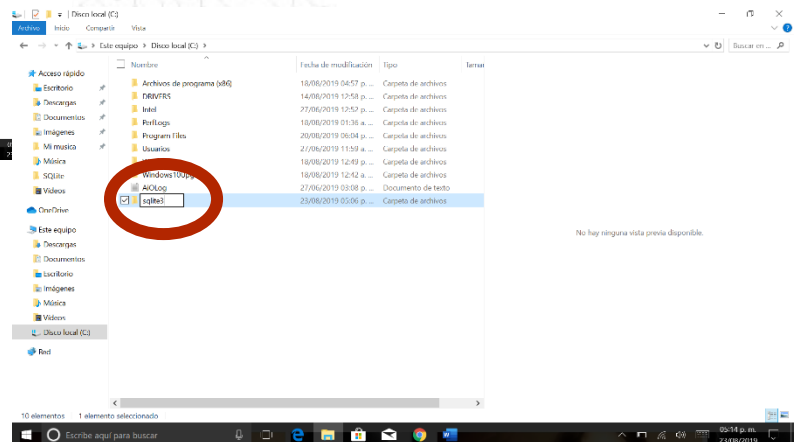 Disco local (C:)
Archivo Inicio Compartir Vista
Este equipo > Disco local (C:) >
Buscar en ...
Nombre Fecha de modificación Tipo Tamañ
Archivos de programa (x86) 18/08/2019 04:57 p. ... Carpeta de archivos
DRIVERS 14/08/2019 12:58 p. ... Carpeta de archivos
Intel 27/06/2019 12:52 p. ... Carpeta de archivos
PerfLogs 18/08/2019 01:36 a. ... Carpeta de archivos
Program Files 20/08/2019 06:04 p. ... Carpeta de archivos
Usuarios 27/06/2019 11:59 a. ... Carpeta de archivos
18/08/2019 12:49 p. ... Carpeta de archivos
18/08/2019 12:42 a. ... Carpeta de archivos
AiOLog 27/06/2019 03:08 p. ... Documento de texto
sqlite3 23/08/2019 05:06 p. ... Carpeta de archivos
Acceso rápido
Escritorio
Descargas
Documentos
Imágenes
Mi musica
Música
SQLite
Vídeos
OneDrive
Este equipo
Descargas
Documentos
Escritorio
Imágenes
Música
Vídeos
Disco local (C:)
Red
No hay ninguna vista previa disponible.
10 elementos 1 elemento seleccionado
Escribe aquí para buscar
05:14 p. m.
23/08/2019